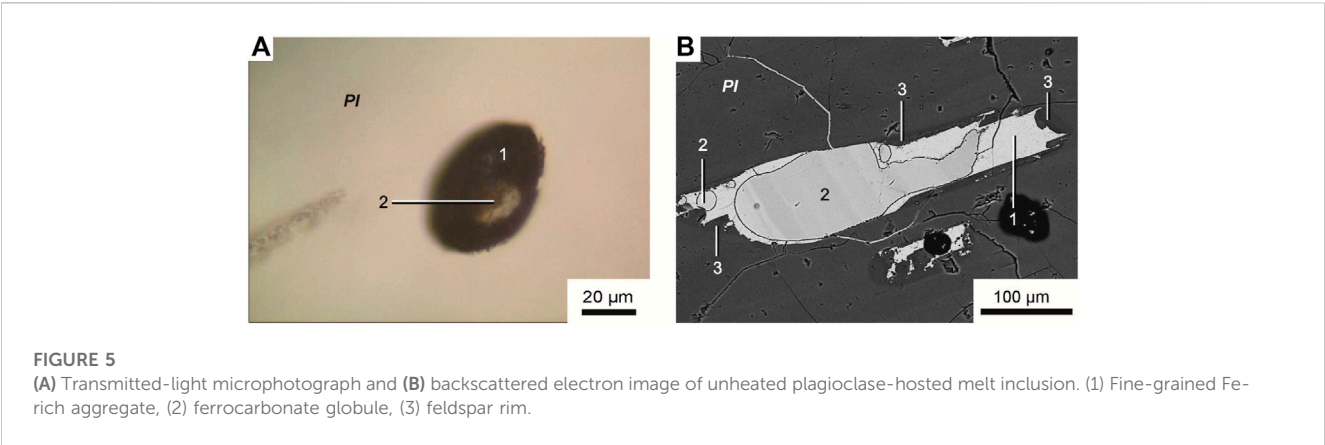 A
Pl
1
2
20 µm
B
Pl
3
3
2
2
1
3
100 µm
FIGURE 5
(A) Transmitted-light microphotograph and (B) backscattered electron image of unheated plagioclase-hosted melt inclusion. (1) Fine-grained Fe-
rich aggregate, (2) ferrocarbonate globule, (3) feldspar rim.